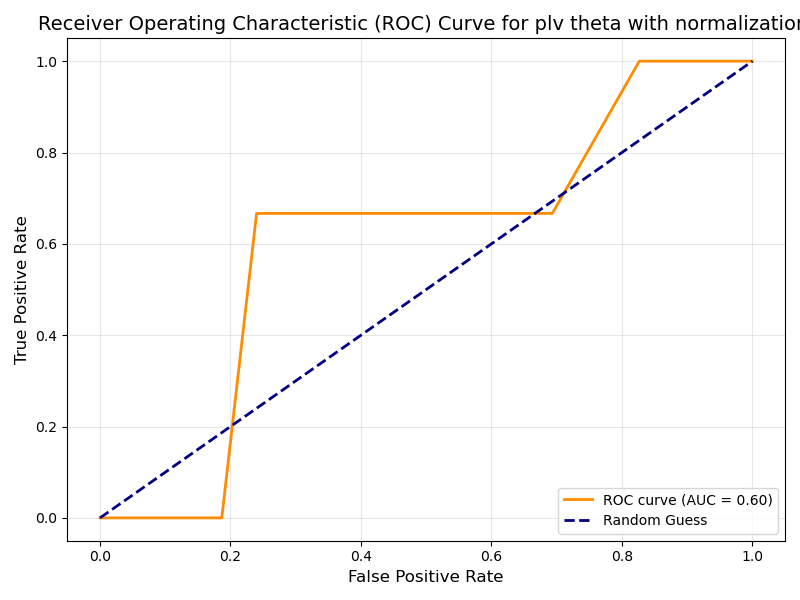 Receiver Operating Characteristic (ROC) Curve for plv theta with normalization
1.0
0.8
0.6
0.4
0.2
0.0
True Positive Rate
0.0 0.2 0.4 0.6 0.8 1.0
False Positive Rate
ROC curve (AUC = 0.60)
Random Guess